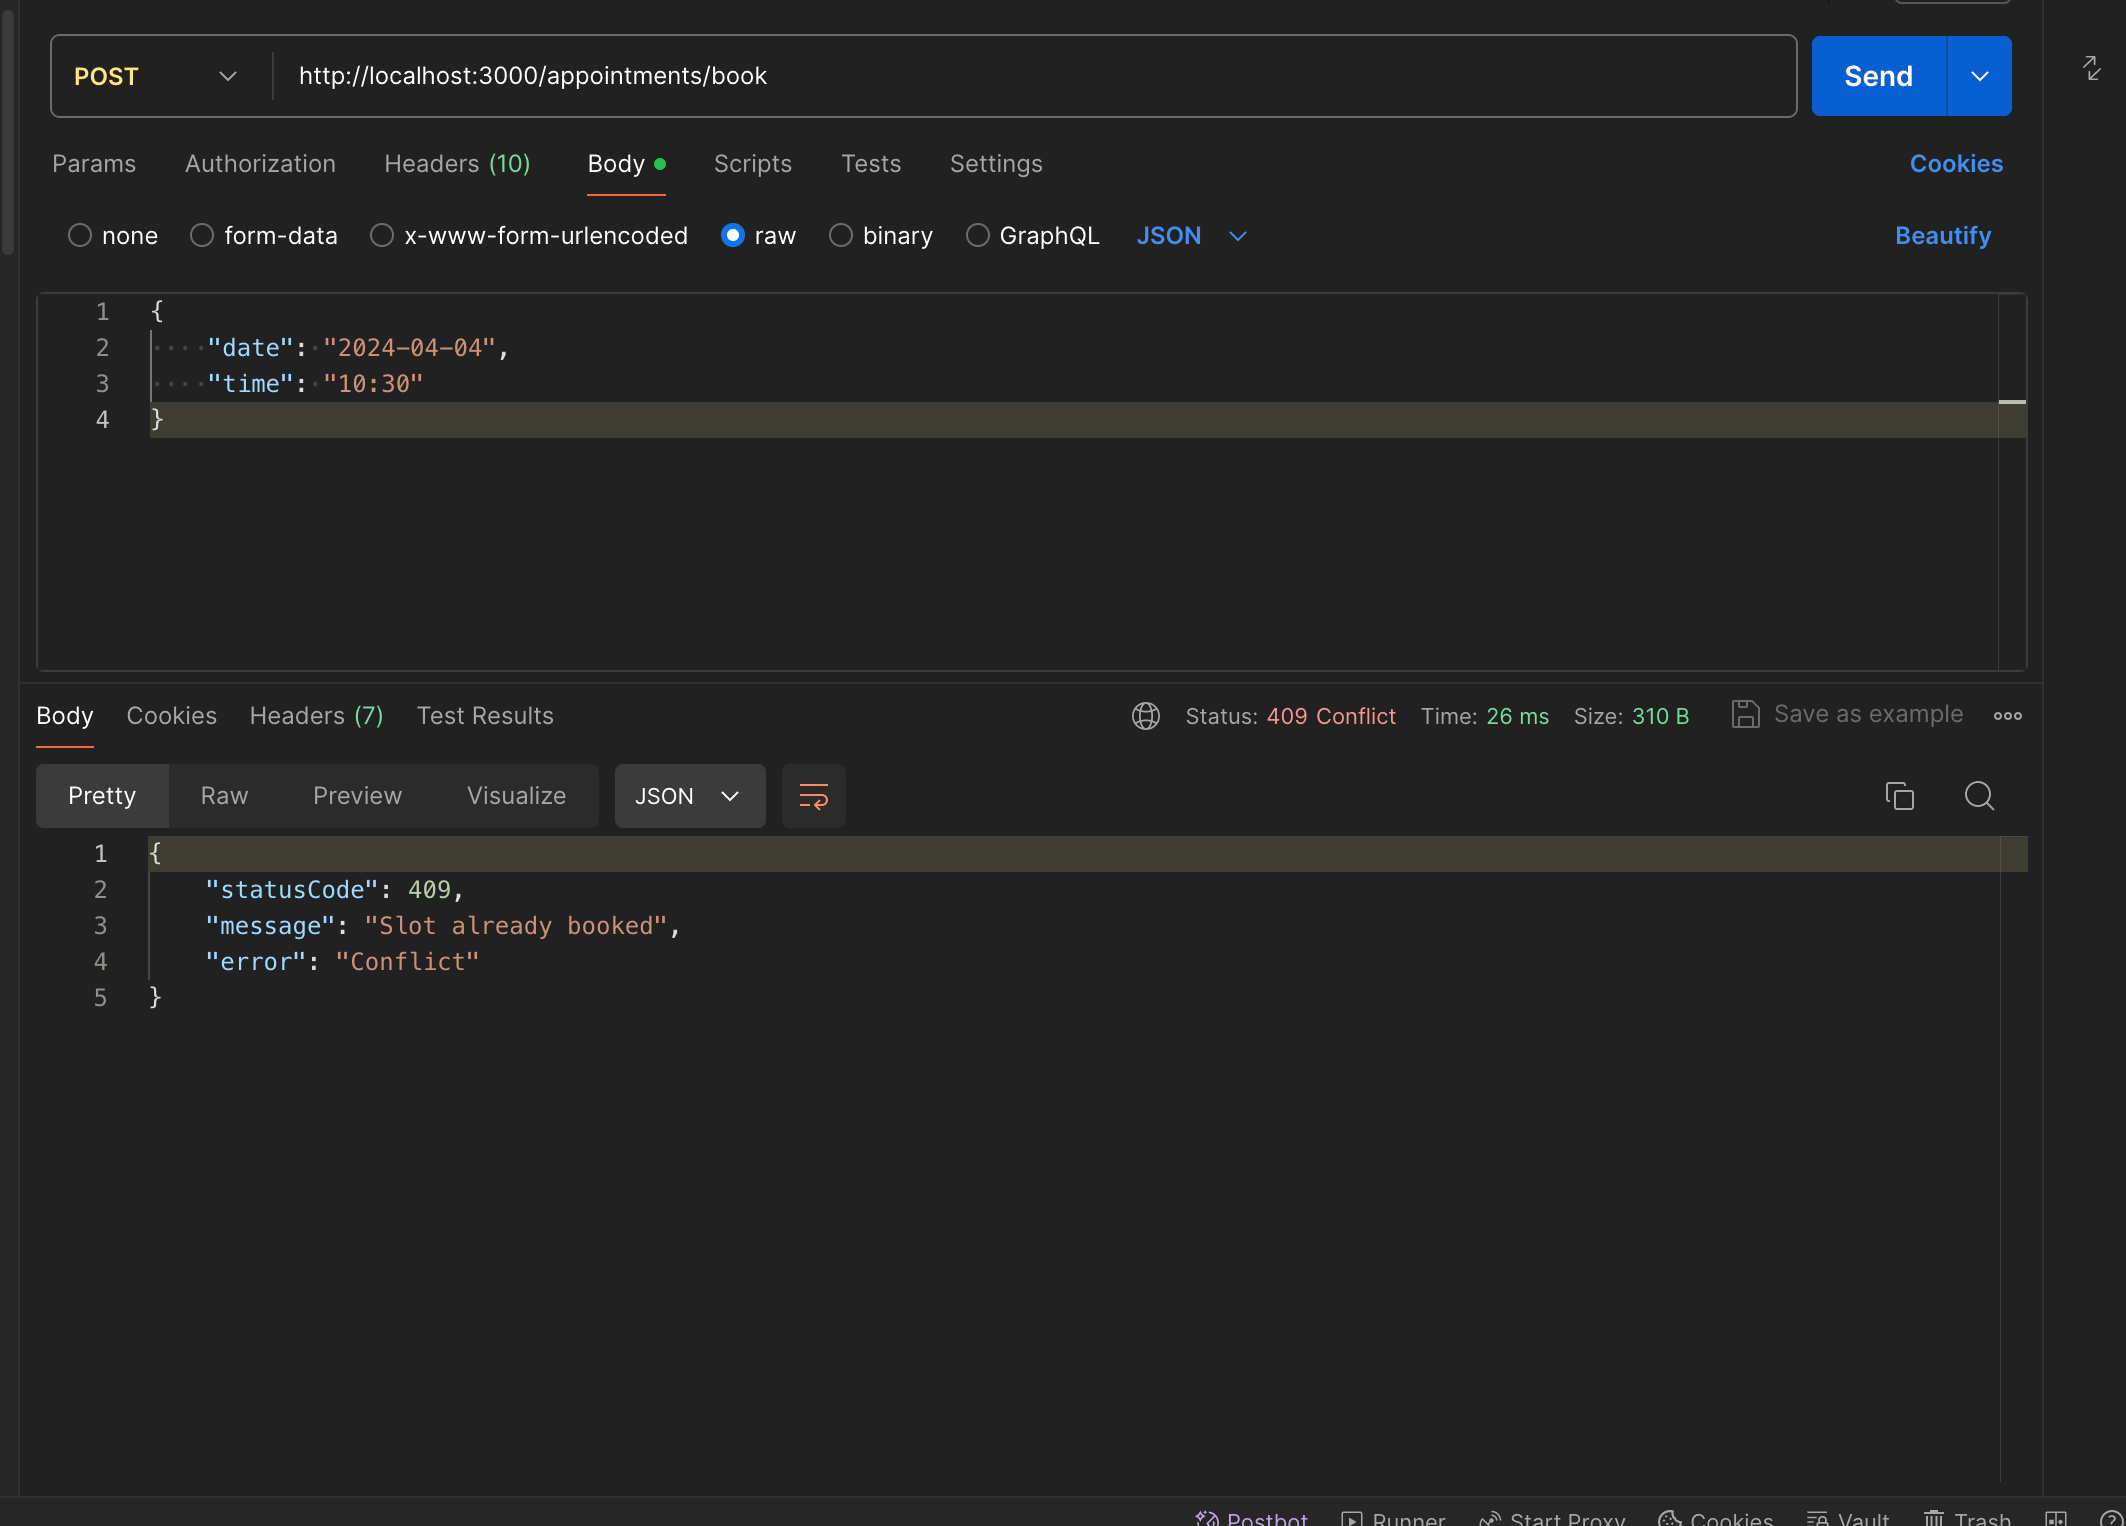 POST http://localhost:3000/appointments/book Send
Params Authorization Headers (10) Body Scripts Tests Settings Cookies
none form-data x-www-form-urlencoded raw binary GraphQL JSON Beautify
1 {
2 "date": "2024-04-04",
3 "time": "10:30"
4 }
Body Cookies Headers (7) Test Results Status: 409 Conflict Time: 26 ms Size: 310 B Save as example
Pretty Raw Preview Visualize JSON
1 {
2 "statusCode": 409,
3 "message": "Slot already booked",
4 "error": "Conflict"
5 }
Postbot Runner Start Proxy Cookies Vault Trash